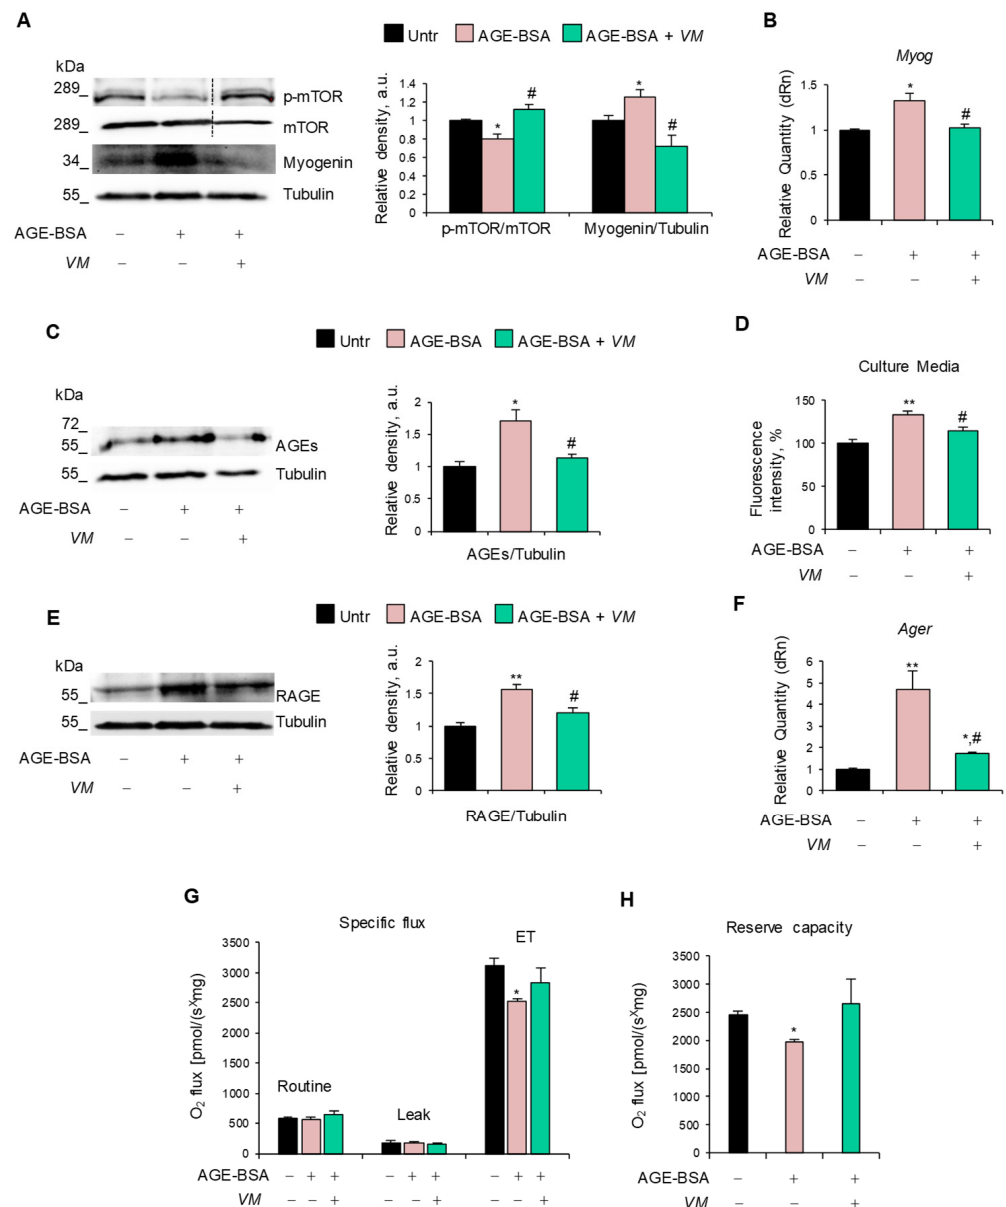 A
Untr AGE-BSA AGE-BSA + VM
kDa
289_ p-mTOR
289_ mTOR
34_ Myogenin
55_ Tubulin
AGE-BSA – + +
VM – – +
Relative density, a.u.
1.4
1.2
1
0.8
0.6
0.4
0.2
0
* # * #
p-mTOR/mTOR Myogenin/Tubulin
B
Myog
Relative Quantity (dRn)
1.5
1
0.5
0
* #
AGE-BSA – + +
VM – – +
C
Untr AGE-BSA AGE-BSA + VM
kDa
72_
55_ AGEs
55_ Tubulin
AGE-BSA – + +
VM – – +
Relative density, a.u.
2
1.5
1
0.5
0
* #
AGEs/Tubulin
D
Culture Media
Fluorescence
intensity, %
150
100
50
0
** #
AGE-BSA – + +
VM – – +
E
Untr AGE-BSA AGE-BSA + VM
kDa
55_ RAGE
55_ Tubulin
AGE-BSA – + +
VM – – +
Relative density, a.u.
2
1.5
1
0.5
0
** #
RAGE/Tubulin
F
Ager
Relative Quantity (dRn)
6
5
4
3
2
1
0
** *,#
AGE-BSA – + +
VM – – +
G
Specific flux
O2 flux [pmol/(sxmg)
3500
3000
2500
2000
1500
1000
500
0
Routine
Leak
ET
*
AGE-BSA – + + – + + – + +
VM – – + – – + – – +
H
Reserve capacity
O2 flux [pmol/(sxmg)
3500
3000
2500
2000
1500
1000
500
0
*
AGE-BSA – + +
VM – – +